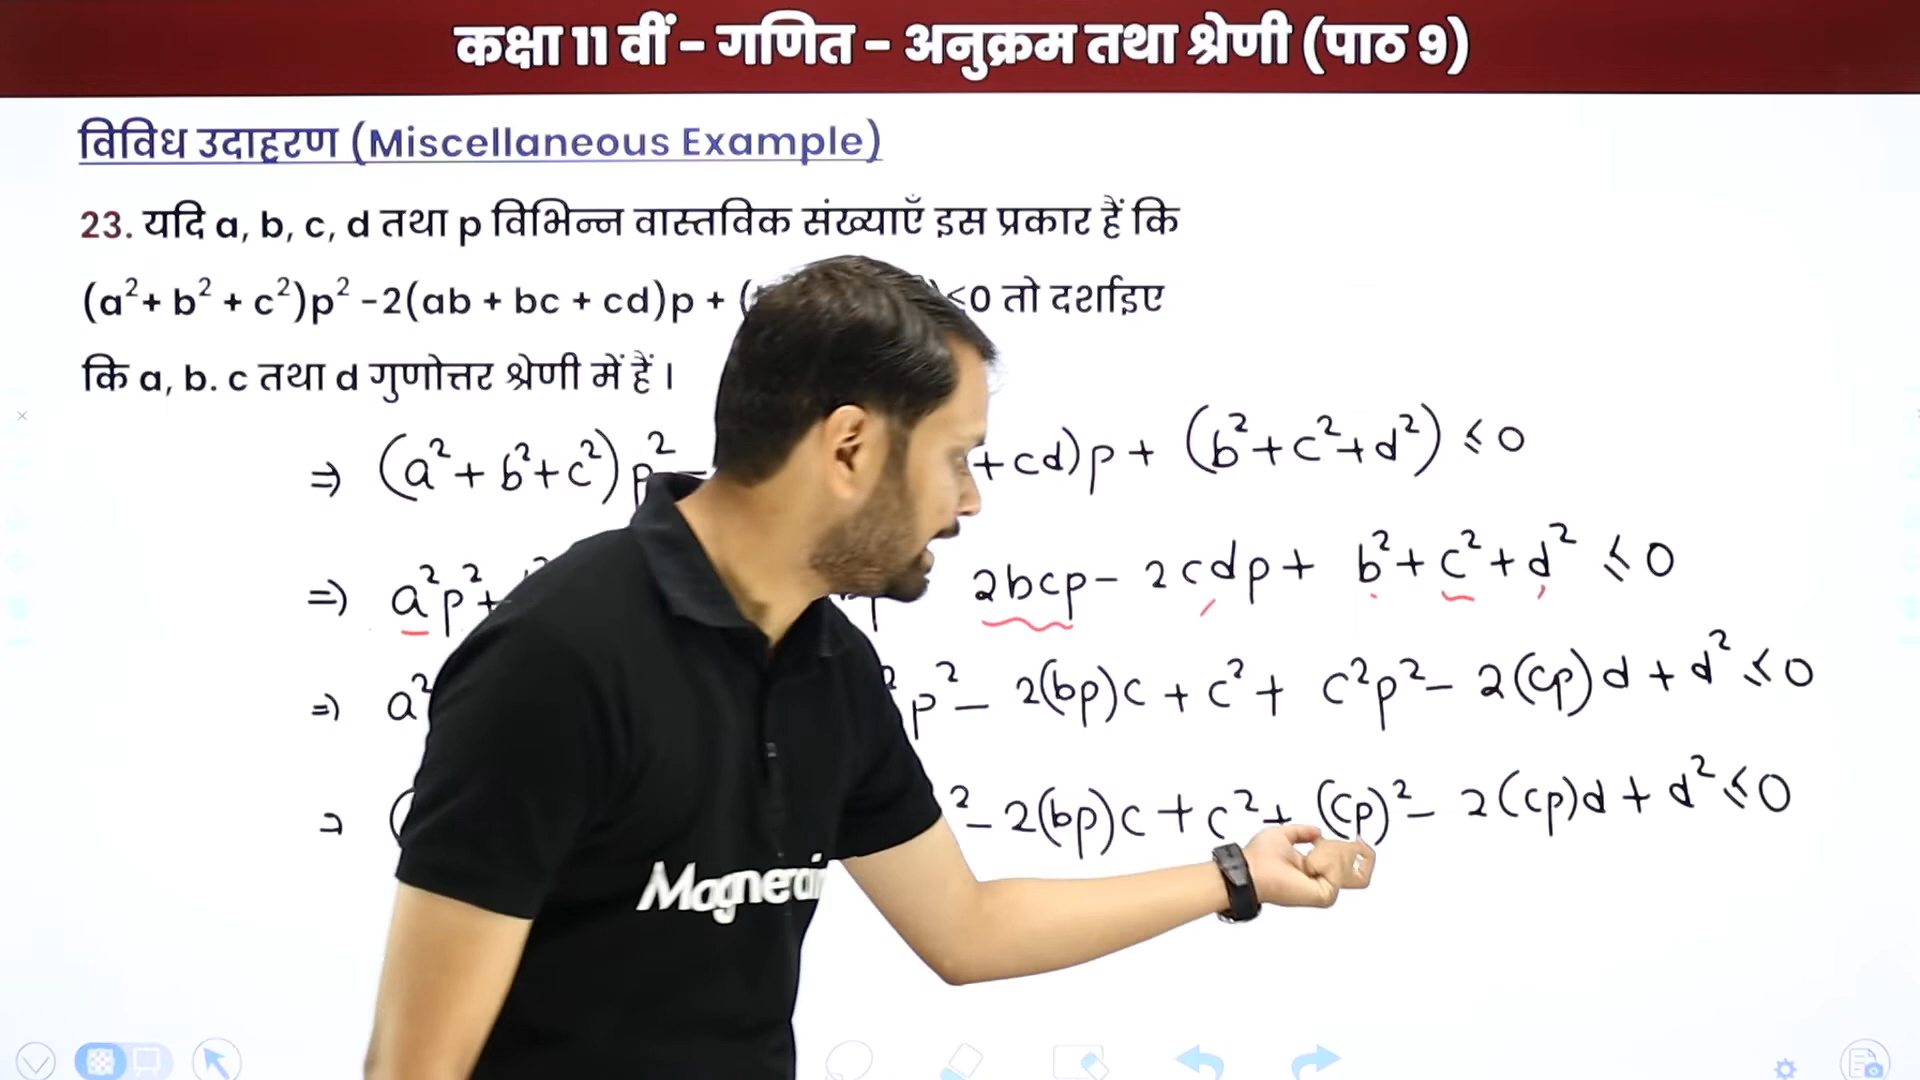 कक्षा 11 वीं - गणित - अनुक्रम तथा श्रेणी (पाठ 9)
विविध उदाहरण (Miscellaneous Example)
23. यदि a, b, c, d तथा p विभिन्न वास्तविक संख्याएँ इस प्रकार हैं कि
(a² + b² + c²)p² -2(ab + bc + cd)p + ( )≤0 तो दर्शाइए
कि a, b. c तथा d गुणोत्तर श्रेणी में हैं ।
⇒ (a² + b² + c²) p² - + cd) p + (b² + c² + d²) ≤ 0
⇒ a²p² + 2bcp - 2cdp + b² + c² + d² ≤ 0
⇒ a² p² - 2(bp)c + c² + c²p² - 2(cp)d + d² ≤ 0
⇒ ( ² - 2(bp)c + c² + (cp)² - 2(cp)d + d² ≤ 0